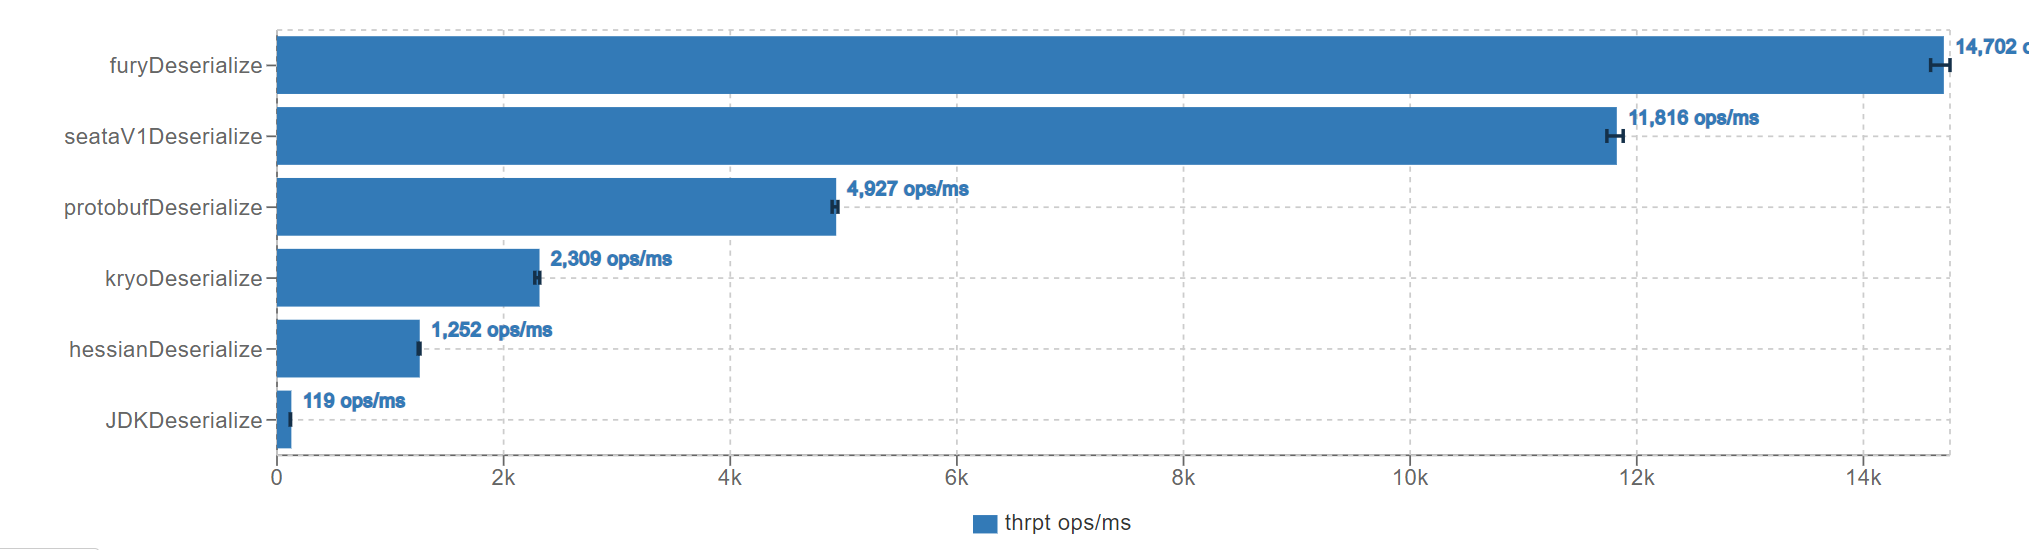 furyDeserialize
14,702
seataV1Deserialize
11,816 ops/ms
protobufDeserialize
4,927 ops/ms
kryoDeserialize
2,309 ops/ms
hessianDeserialize
1,252 ops/ms
JDKDeserialize
119 ops/ms
0 2k 4k 6k 8k 10k 12k 14k
thrpt ops/ms